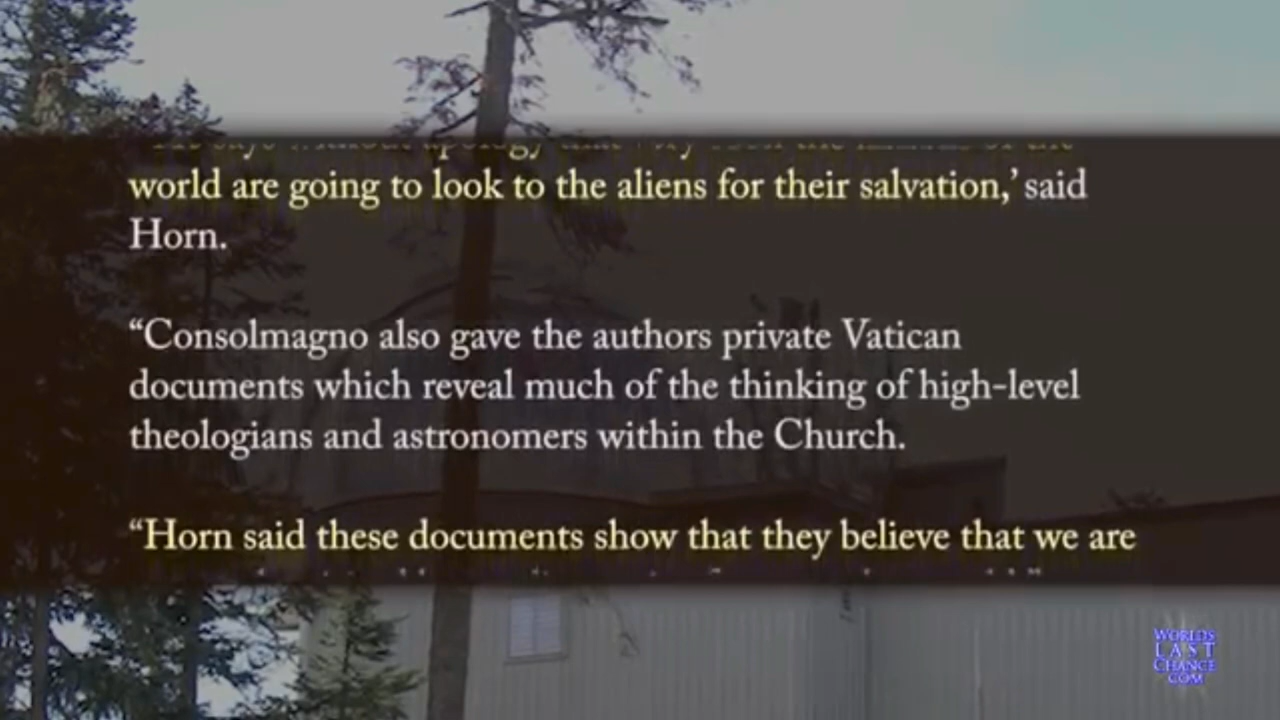 world are going to look to the aliens for their salvation,’ said
Horn.
“Consolmagno also gave the authors private Vatican
documents which reveal much of the thinking of high-level
theologians and astronomers within the Church.
“Horn said these documents show that they believe that we are
WORLDS
LAST
CHANCE
.COM